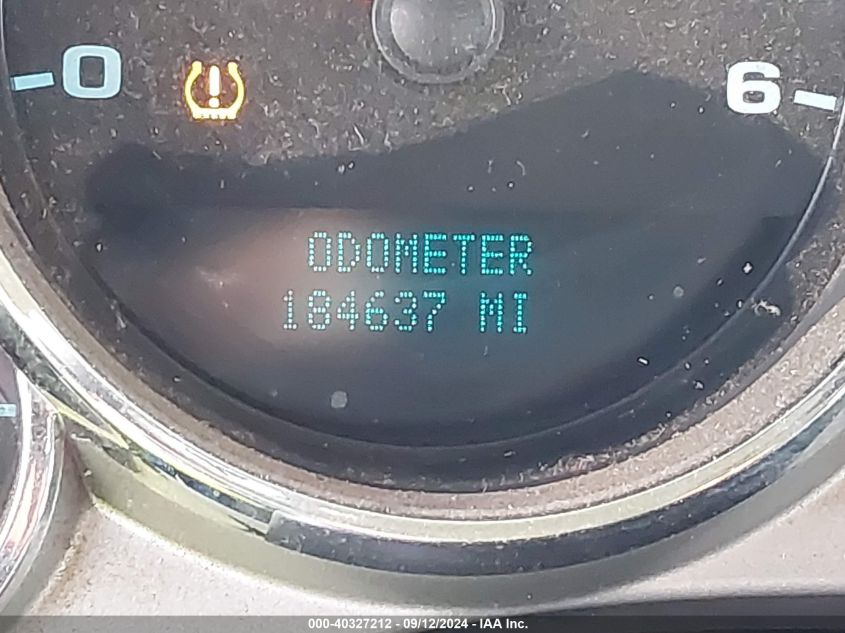 0
6
ODOMETER
184637 MI
000-40327212 - 09/12/2024 - IAA Inc.